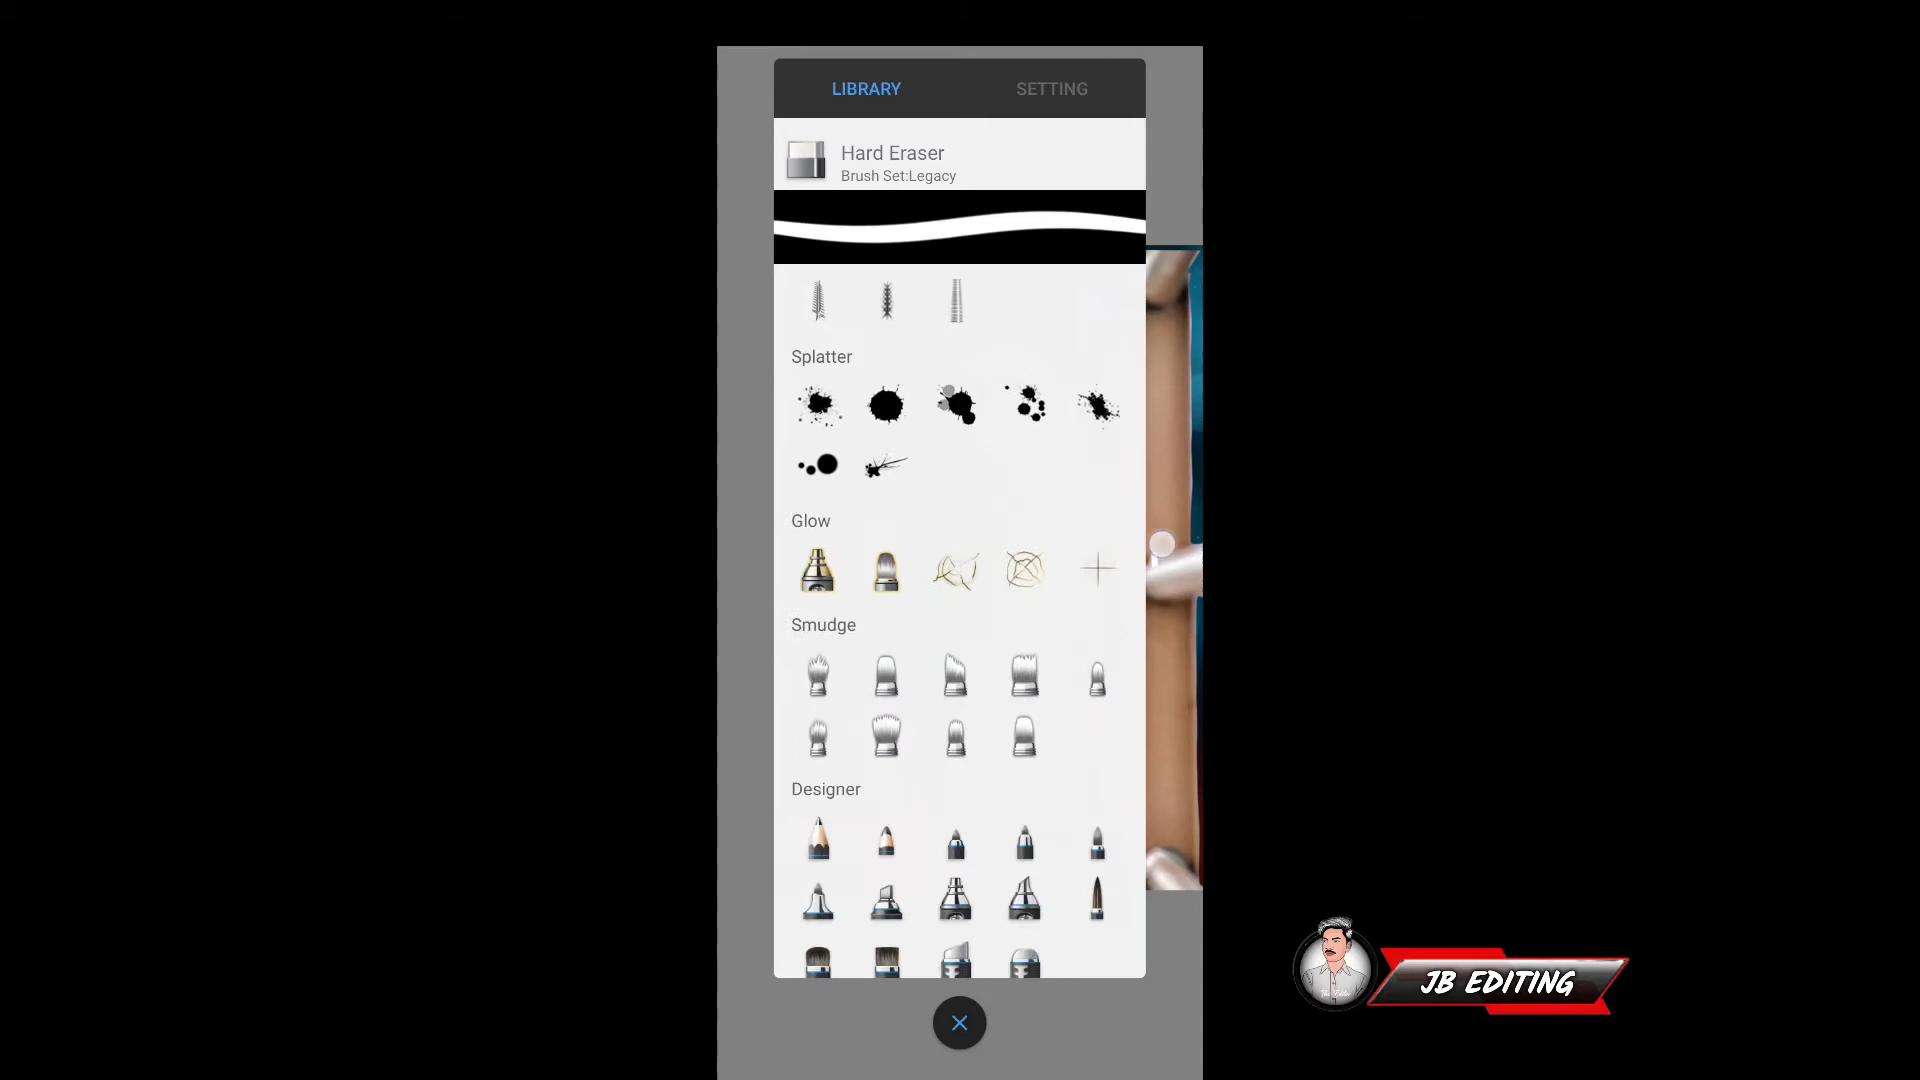 LIBRARY SETTING
Hard Eraser
Brush Set:Legacy
Splatter
Glow
Smudge
Designer
JB EDITING